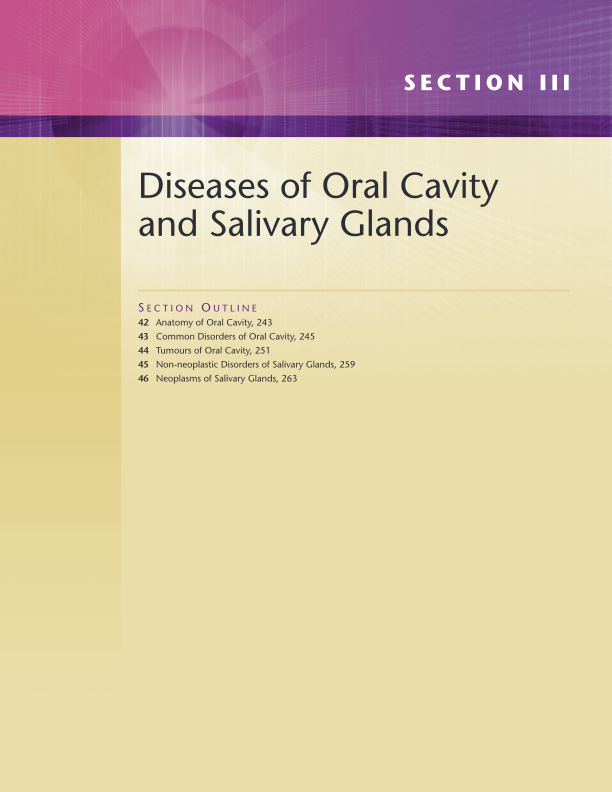 SECTION III
Diseases of Oral Cavity
and Salivary Glands
SECTION OUTLINE
42 Anatomy of Oral Cavity, 243
43 Common Disorders of Oral Cavity, 245
44 Tumours of Oral Cavity, 251
45 Non-neoplastic Disorders of Salivary Glands, 259
46 Neoplasms of Salivary Glands, 263